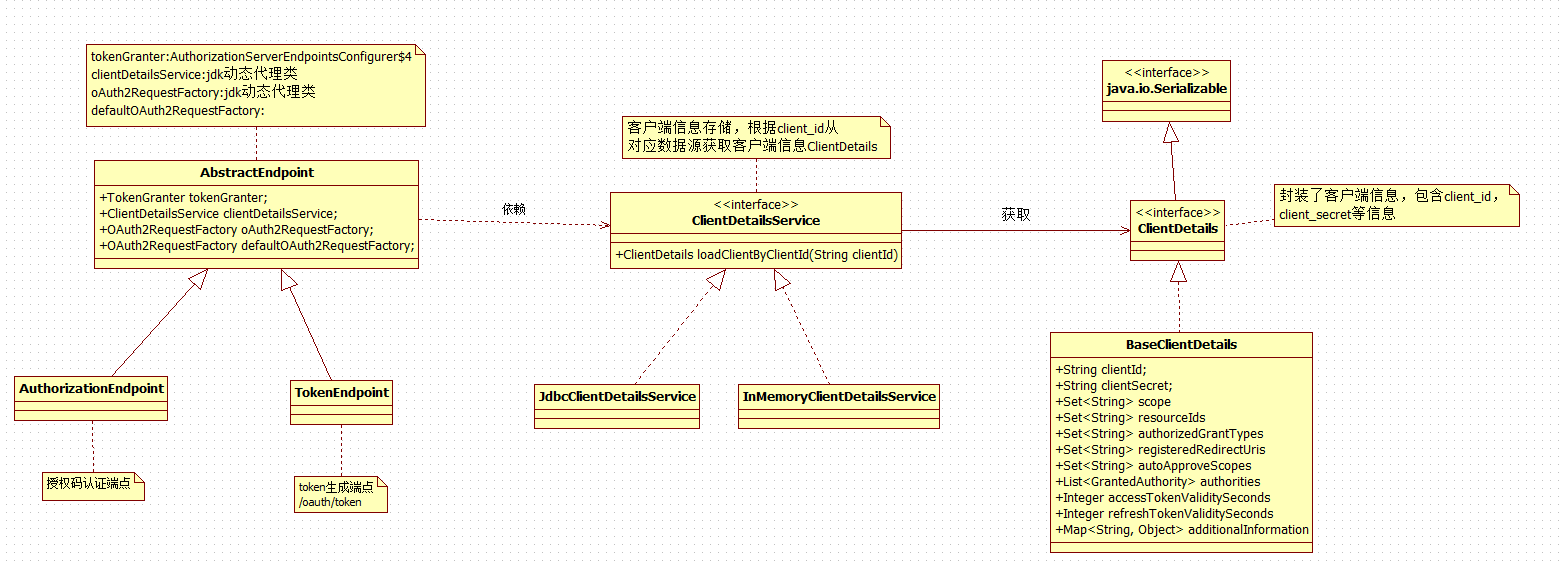 tokenGranter:AuthorizationServerEndpointsConfigurer$4
clientDetailsService:jdk动态代理类
oAuth2RequestFactory:jdk动态代理类
defaultOAuth2RequestFactory:
AbstractEndpoint
+TokenGranter tokenGranter;
+ClientDetailsService clientDetailsService;
+OAuth2RequestFactory oAuth2RequestFactory;
+OAuth2RequestFactory defaultOAuth2RequestFactory;
AuthorizationEndpoint
授权码认证端点
TokenEndpoint
token生成端点
/oauth/token
依赖
客户端信息存储，根据client_id从
对应数据源获取客户端信息ClientDetails
<<interface>>
ClientDetailsService
+ClientDetails loadClientByClientId(String clientId)
JdbcClientDetailsService
InMemoryClientDetailsService
获取
<<interface>>
java.io.Serializable
<<interface>>
ClientDetails
封装了客户端信息，包含client_id，
client_secret等信息
BaseClientDetails
+String clientId;
+String clientSecret;
+Set<String> scope
+Set<String> resourceIds
+Set<String> authorizedGrantTypes
+Set<String> registeredRedirectUris
+Set<String> autoApproveScopes
+List<GrantedAuthority> authorities
+Integer accessTokenValiditySeconds
+Integer refreshTokenValiditySeconds
+Map<String, Object> additionalInformation